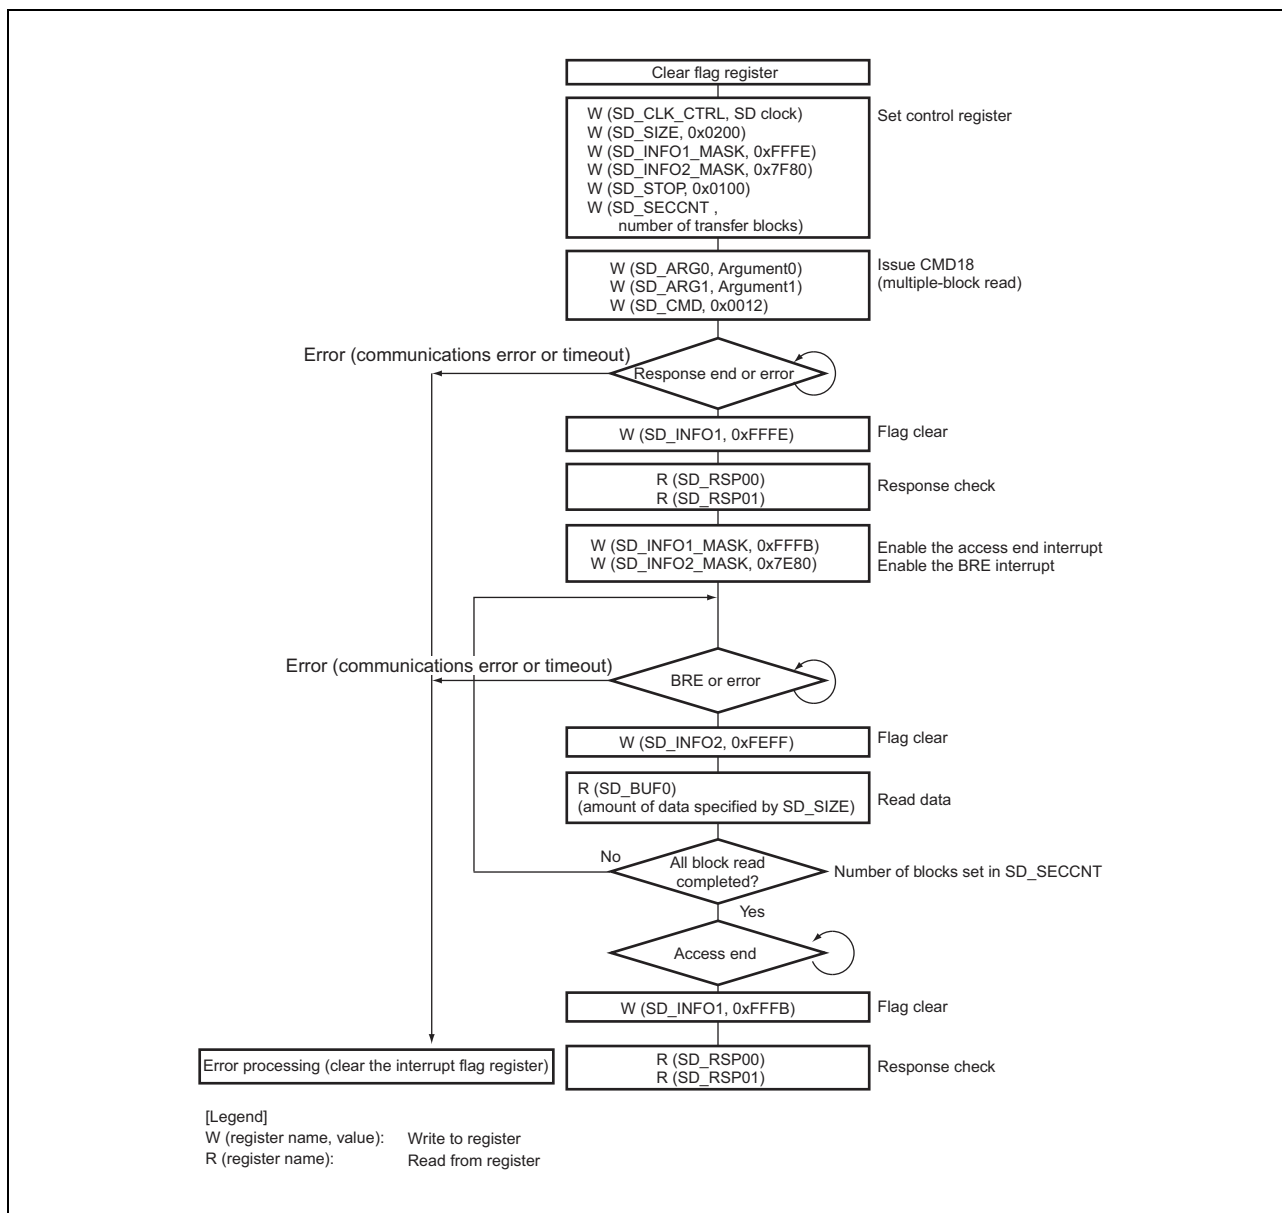 Clear flag register
W (SD_CLK_CTRL, SD clock)
W (SD_SIZE, 0x0200)
W (SD_INFO1_MASK, 0xFFFE)
W (SD_INFO2_MASK, 0x7F80)
W (SD_STOP, 0x0100)
W (SD_SECCNT ,
number of transfer blocks)
Set control register
W (SD_ARG0, Argument0)
W (SD_ARG1, Argument1)
W (SD_CMD, 0x0012)
Issue CMD18
(multiple-block read)
Error (communications error or timeout)
Response end or error
W (SD_INFO1, 0xFFFE)
Flag clear
R (SD_RSP00)
R (SD_RSP01)
Response check
W (SD_INFO1_MASK, 0xFFFB)
W (SD_INFO2_MASK, 0x7E80)
Enable the access end interrupt
Enable the BRE interrupt
Error (communications error or timeout)
BRE or error
W (SD_INFO2, 0xFEFF)
Flag clear
R (SD_BUF0)
(amount of data specified by SD_SIZE)
Read data
No
All block read
completed?
Number of blocks set in SD_SECCNT
Yes
Access end
W (SD_INFO1, 0xFFFB)
Flag clear
Error processing (clear the interrupt flag register)
R (SD_RSP00)
R (SD_RSP01)
Response check
[Legend]
W (register name, value): Write to register
R (register name): Read from register